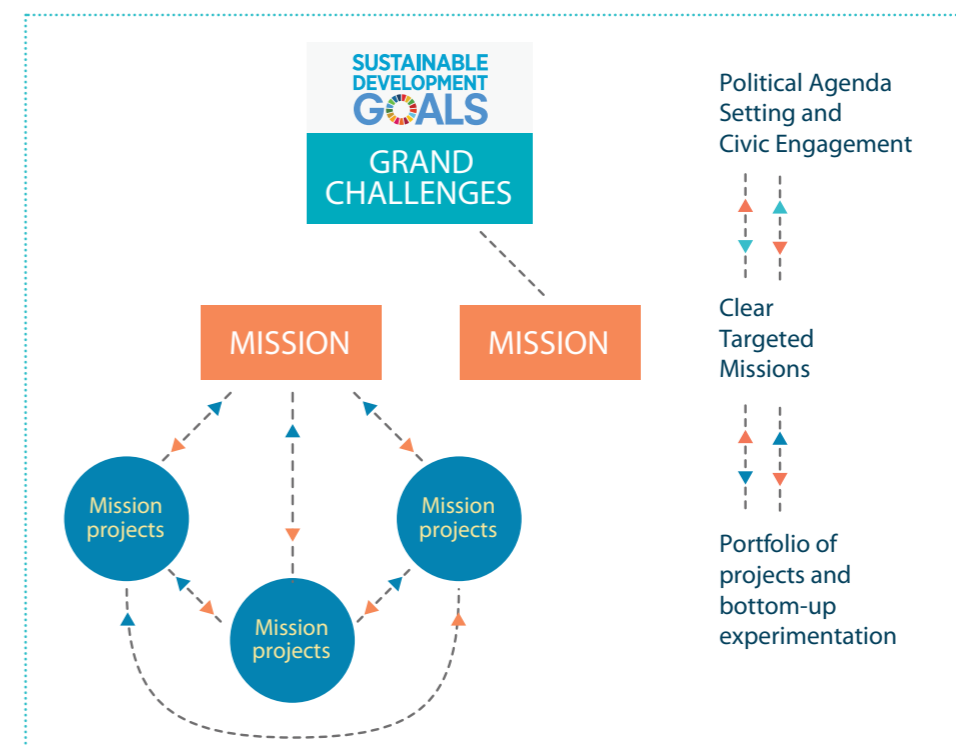 SUSTAINABLE
DEVELOPMENT
GOALS
GRAND
CHALLENGES
MISSION
MISSION
Mission
projects
Mission
projects
Mission
projects
Political Agenda
Setting and
Civic Engagement
Clear
Targeted
Missions
Portfolio of
projects and
bottom-up
experimentation